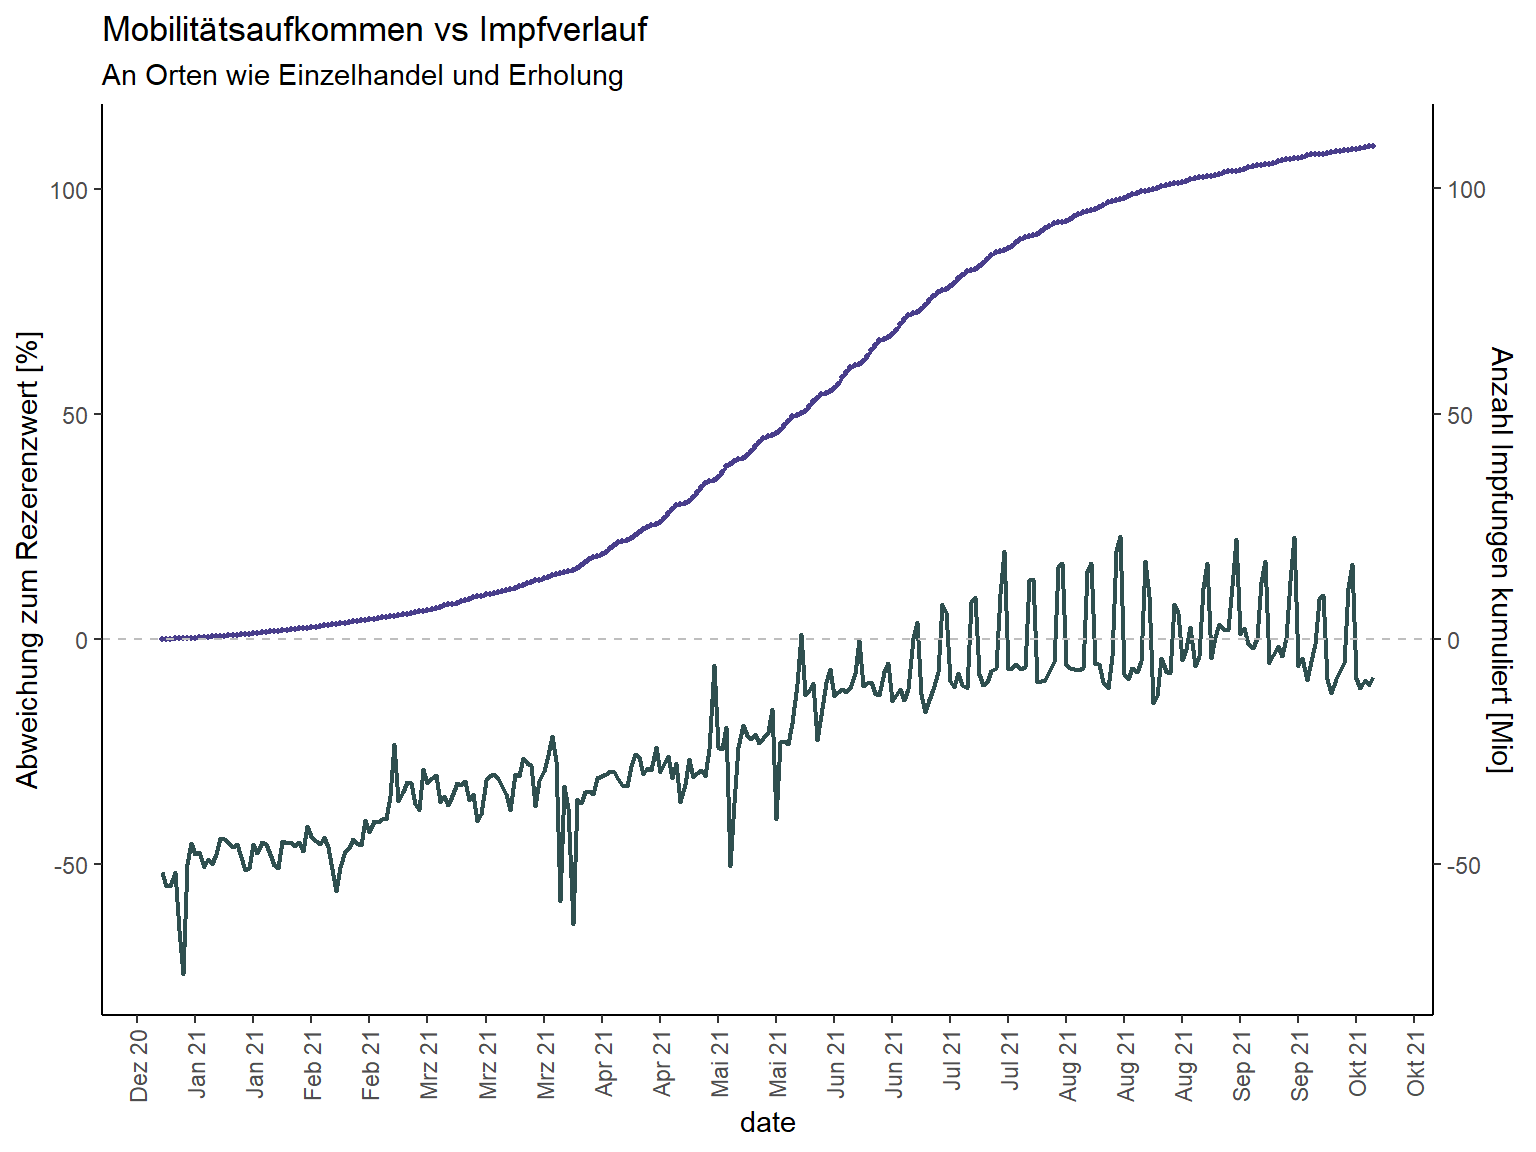 Mobilitätsaufkommen vs Impfverlauf
An Orten wie Einzelhandel und Erholung
Abweichung zum Rezerenzwert [%]
100
50
0
-50
100
50
0
-50
Anzahl Impfungen kumuliert [Mio]
Dez 20
Jan 21
Jan 21
Feb 21
Feb 21
Mrz 21
Mrz 21
Mrz 21
Apr 21
Apr 21
Mai 21
Mai 21
Jun 21
Jun 21
Jul 21
Jul 21
Aug 21
Aug 21
Aug 21
Sep 21
Sep 21
Okt 21
Okt 21
date